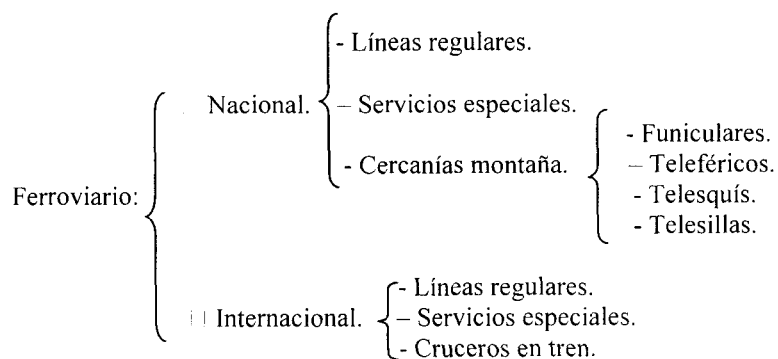 Ferroviario:
Nacional.
- Líneas regulares.
– Servicios especiales.
- Cercanías montaña.
- Funiculares.
– Teleféricos.
- Telesquís.
- Telesillas.
Internacional.
- Líneas regulares.
– Servicios especiales.
- Cruceros en tren.